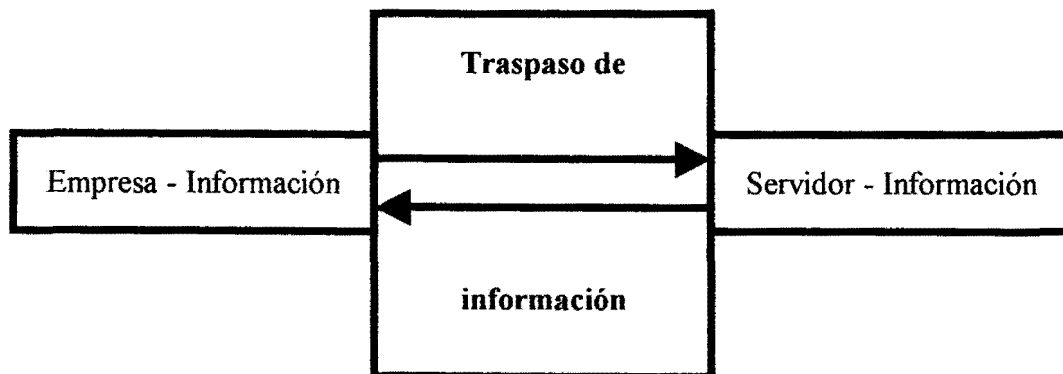 Traspaso de
Empresa - Información
Servidor - Información
información